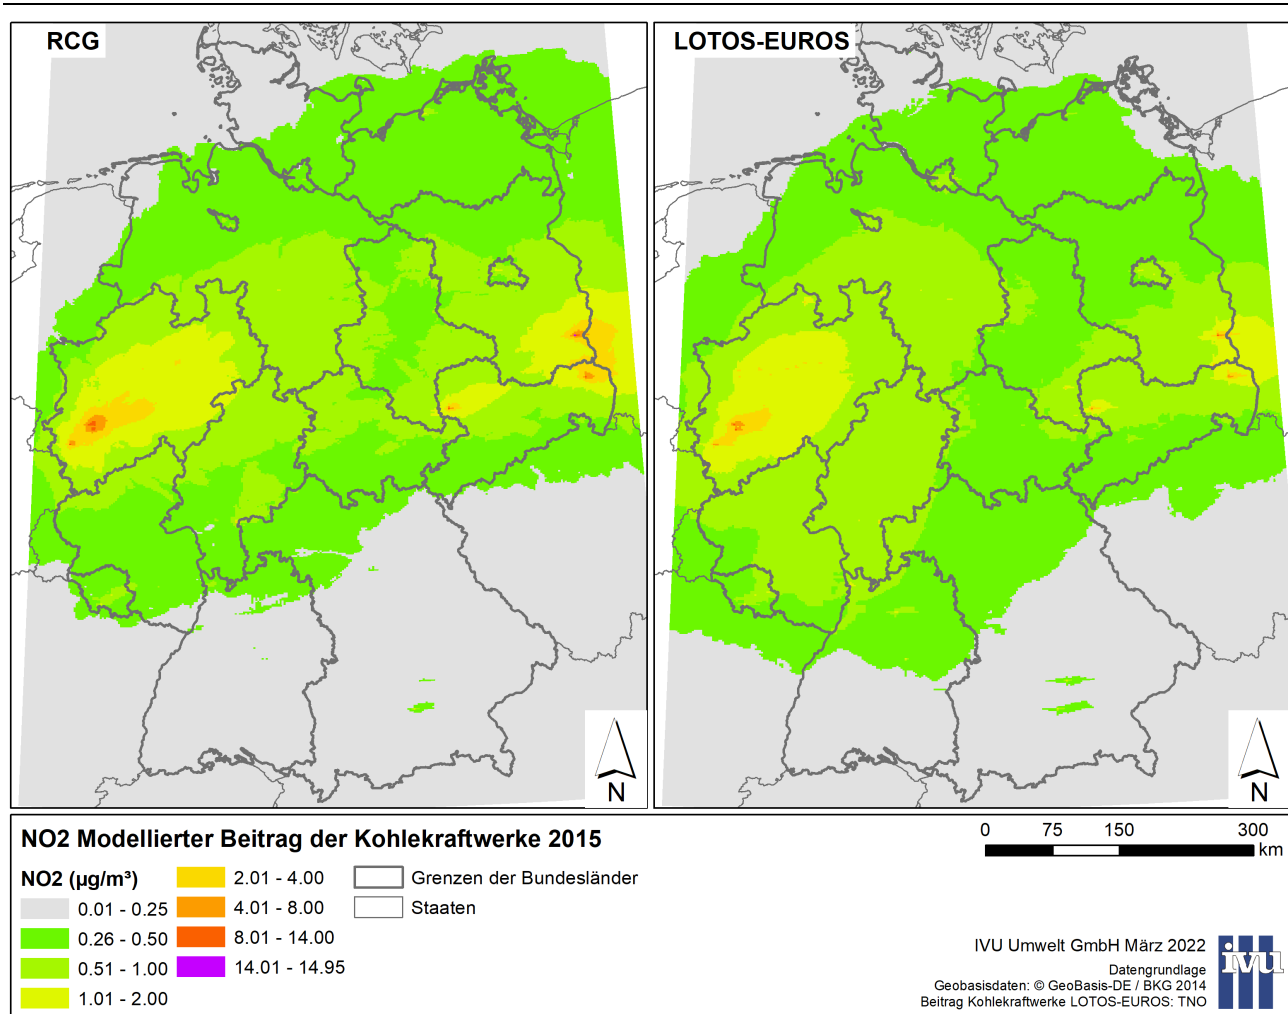 RCG
LOTOS-EUROS
N
N
NO2 Modellierter Beitrag der Kohlekraftwerke 2015
NO2 (µg/m³)
0.01 - 0.25
0.26 - 0.50
0.51 - 1.00
1.01 - 2.00
2.01 - 4.00
4.01 - 8.00
8.01 - 14.00
14.01 - 14.95
Grenzen der Bundesländer
Staaten
0 75 150 300
km
IVU Umwelt GmbH März 2022
Datengrundlage
Geobasisdaten: © GeoBasis-DE / BKG 2014
Beitrag Kohlekraftwerke LOTOS-EUROS: TNO
ivu